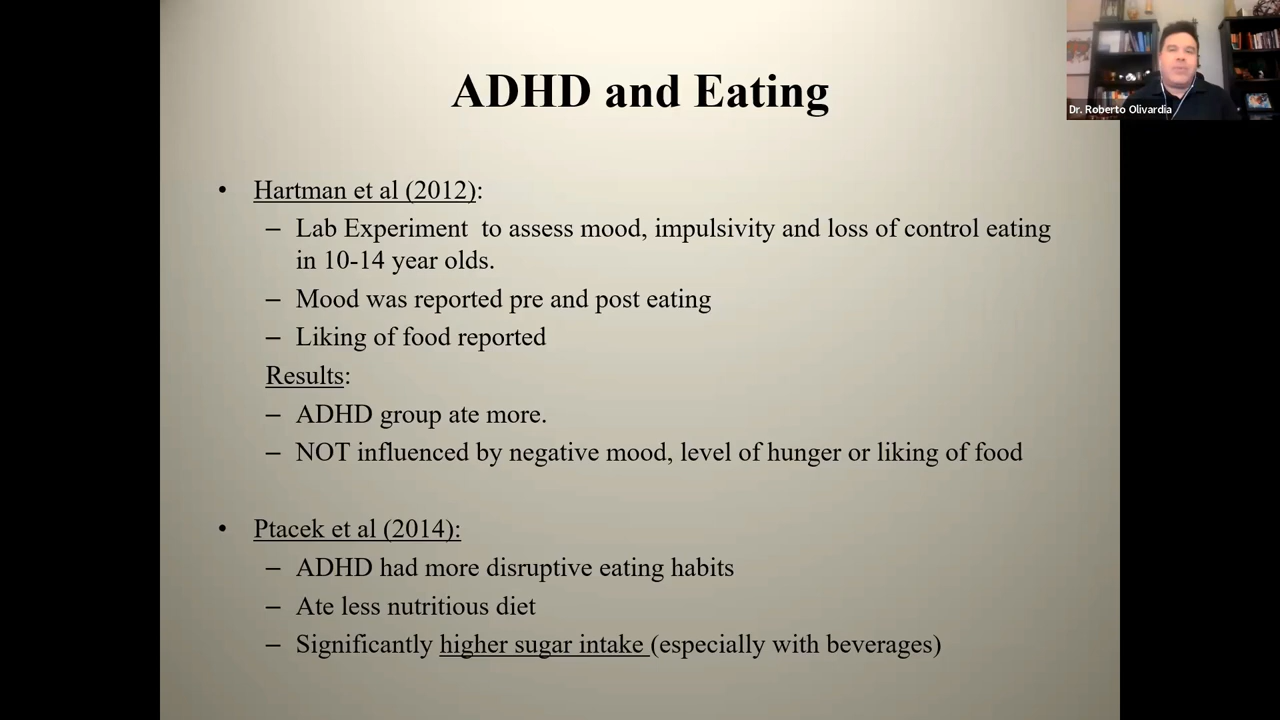 ADHD and Eating
Dr. Roberto Olivardia
• Hartman et al (2012):
– Lab Experiment  to assess mood, impulsivity and loss of control eating
in 10-14 year olds.
– Mood was reported pre and post eating
– Liking of food reported
Results:
– ADHD group ate more.
– NOT influenced by negative mood, level of hunger or liking of food
• Ptacek et al (2014):
– ADHD had more disruptive eating habits
– Ate less nutritious diet
– Significantly higher sugar intake (especially with beverages)